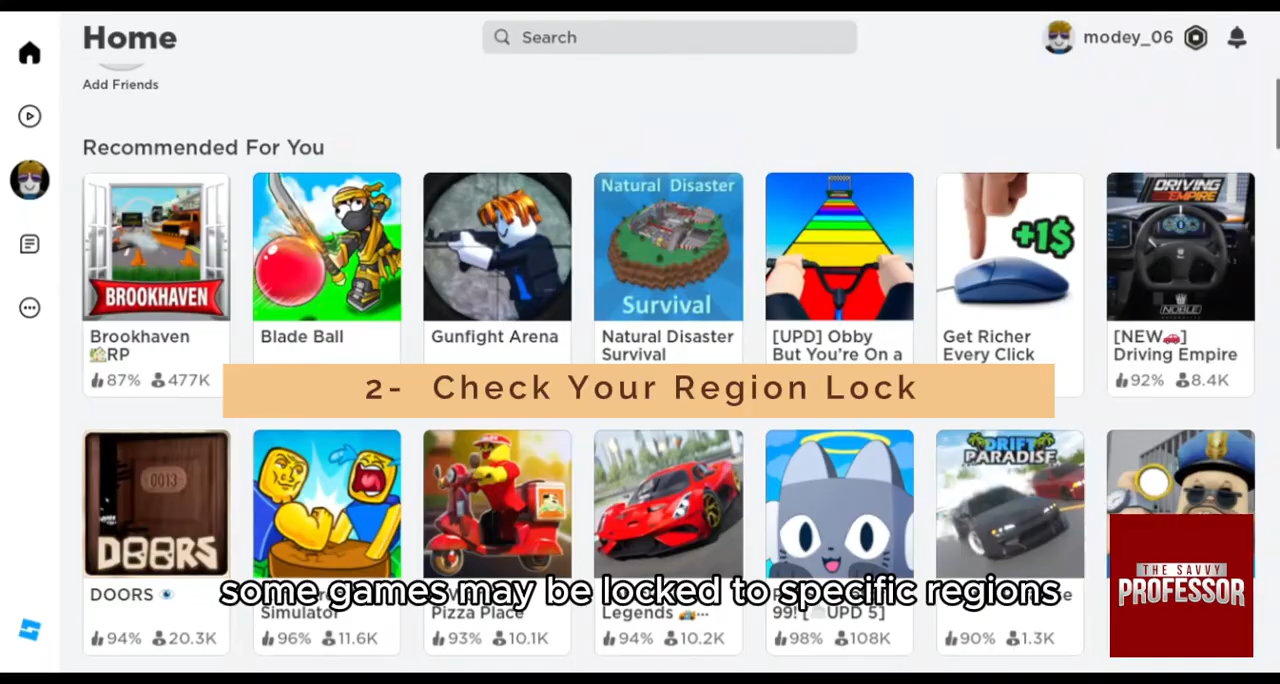 Home
Search
modey_06
Add Friends
Recommended For You
BROOKHAVEN
Natural Disaster
Survival
+1$
DRIVING
EMPIRE
NOBLE
Brookhaven
🏡RP
Blade Ball
Gunfight Arena
Natural Disaster
Survival
[UPD] Obby
But You're On a
Get Richer
Every Click
[NEW🚗]
Driving Empire
87% 477K
92% 8.4K
2- Check Your Region Lock
0013
DOORS
DRIFT
PARADISE
THE SAVVY
PROFESSOR
some games may be locked to specific regions
DOORS 👁️
Simulator
Pizza Place
Legends
99! [ UPD 5]
94% 20.3K
96% 11.6K
93% 10.1K
94% 10.2K
98% 108K
90% 1.3K